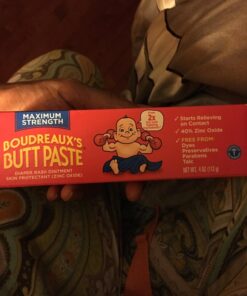 MAXIMUM
STRENGTH
BOUDREAUX'S
BUTT PASTE
DIAPER RASH OINTMENT
SKIN PROTECTANT (ZINC OXIDE)
2x
✓ Starts Relieving
on Contact
✓ 40% Zinc Oxide
✓ FREE FROM:
Dyes
Preservatives
Parabens
Talc
NET WT. 4 OZ (113 g)